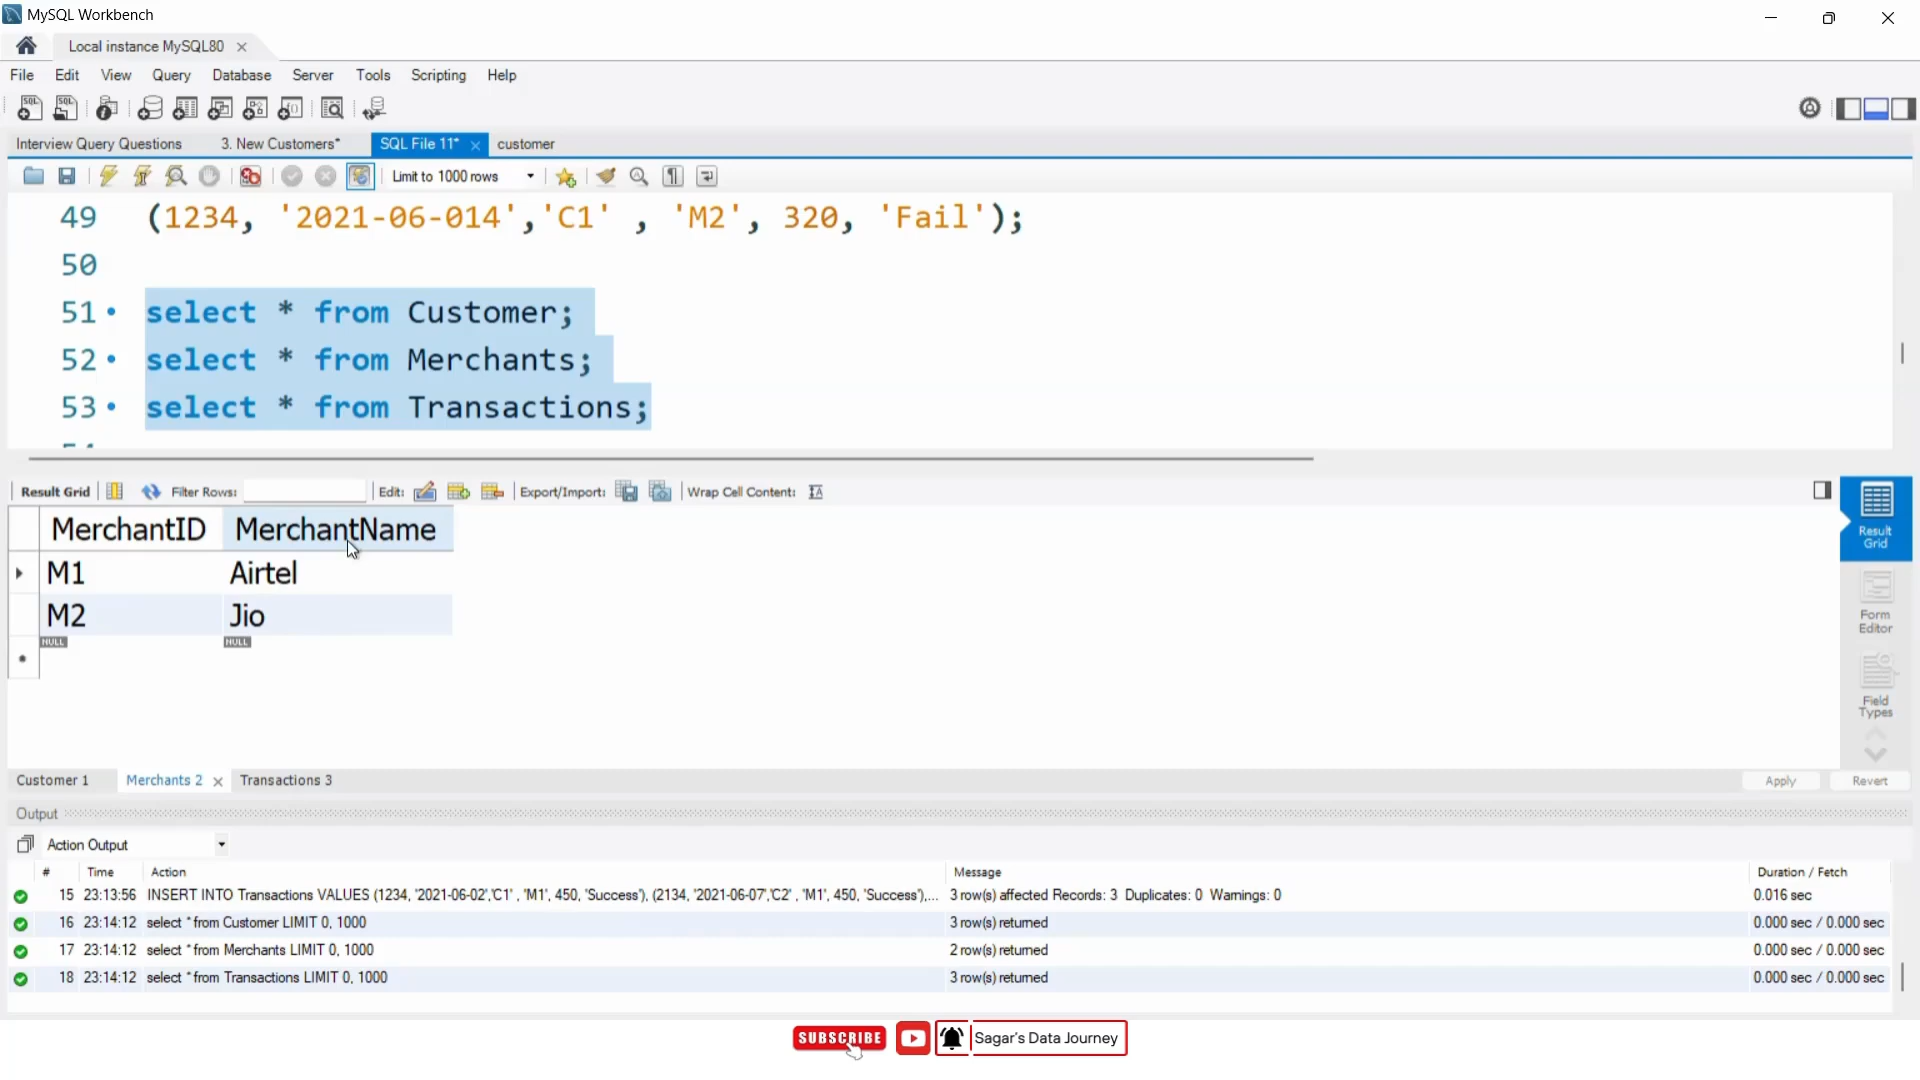 MySQL Workbench
Local instance MySQL80
File Edit View Query Database Server Tools Scripting Help
Interview Query Questions 3. New Customers* SQL File 11* customer
Limit to 1000 rows
49 (1234, '2021-06-014','C1' , 'M2', 320, 'Fail');
50
51 select * from Customer;
52 select * from Merchants;
53 select * from Transactions;
Result Grid Filter Rows: Edit: Export/Import: Wrap Cell Content:
MerchantID MerchantName
M1 Airtel
M2 Jio
NULL NULL
Result Grid
Form Editor
Field Types
Customer 1 Merchants 2 Transactions 3 Apply Revert
Output
Action Output
# Time Action Message Duration / Fetch
15 23:13:56 INSERT INTO Transactions VALUES (1234, '2021-06-02','C1' , 'M1', 450, 'Success'), (2134, '2021-06-07','C2' , 'M1', 450, 'Success'),... 3 row(s) affected Records: 3 Duplicates: 0 Warnings: 0 0.016 sec
16 23:14:12 select * from Customer LIMIT 0, 1000 3 row(s) returned 0.000 sec / 0.000 sec
17 23:14:12 select * from Merchants LIMIT 0, 1000 2 row(s) returned 0.000 sec / 0.000 sec
18 23:14:12 select * from Transactions LIMIT 0, 1000 3 row(s) returned 0.000 sec / 0.000 sec
SUBSCRIBE Sagar's Data Journey